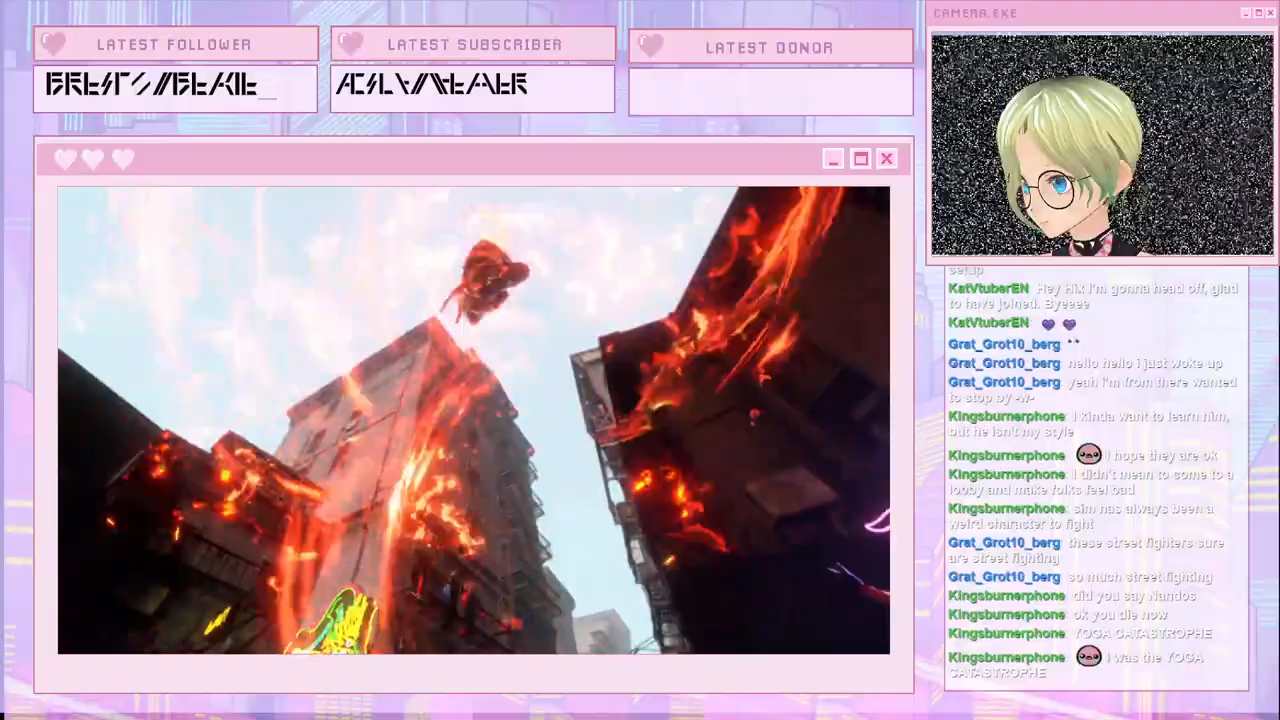 LATEST FOLLOWER
LATEST SUBSCRIBER
LATEST DONOR
CAMERA.EXE
setup
KatVtuberEN Hey Hix I'm gonna head off, glad
to have joined. Byeeee
KatVtuberEN
Grat_Grot10_berg ^^
Grat_Grot10_berg hello hello i just woke up
Grat_Grot10_berg yeah i'm from there wanted
to stop by -w-
Kingsburnerphone I kinda want to learn him,
but he isn't my style
Kingsburnerphone I hope they are ok
Kingsburnerphone I didn't mean to come to a
looby and make folks feel bad
Kingsburnerphone sim has always been a
weird character to fight
Grat_Grot10_berg these street fighters sure
are street fighting
Grat_Grot10_berg so much street fighting
Kingsburnerphone did you say Nandos
Kingsburnerphone ok you die now
Kingsburnerphone YOGA CATASTROPHE
Kingsburnerphone I was the YOGA
CATASTROPHE